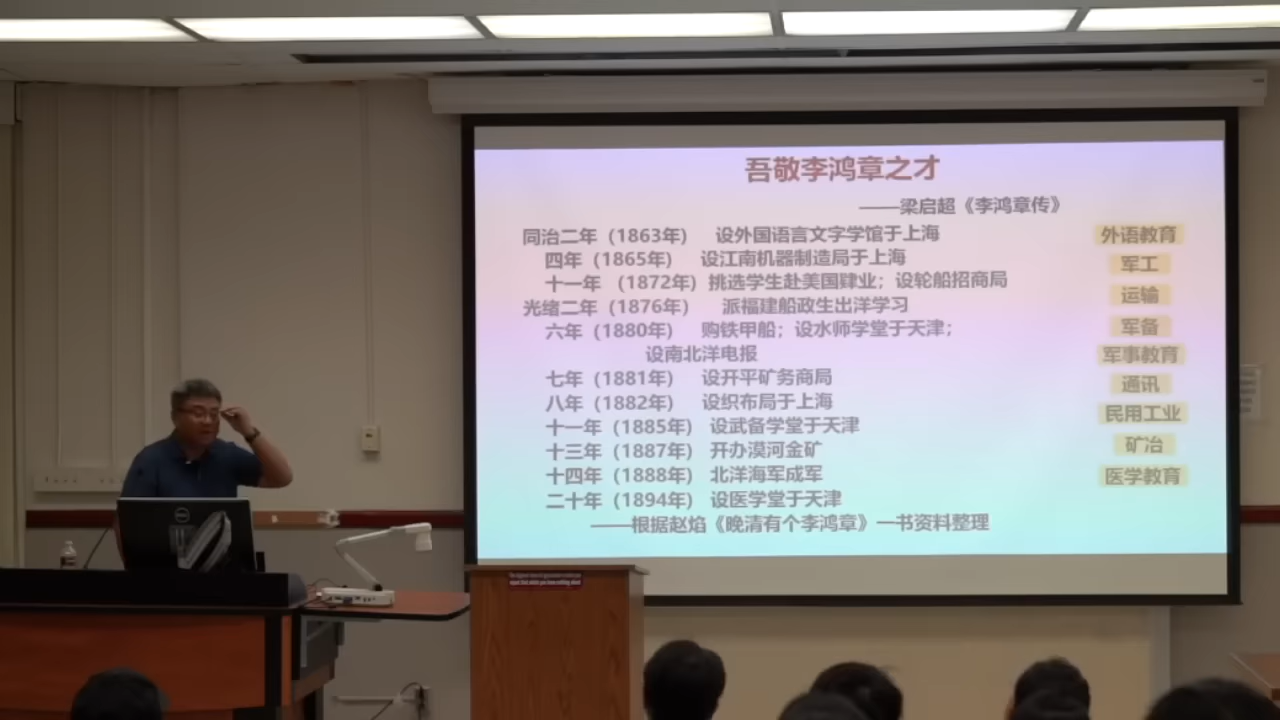 吾敬李鸿章之才
——梁启超《李鸿章传》
同治二年（1863年） 设外国语言文字学馆于上海
四年（1865年） 设江南机器制造局于上海
十一年 （1872年）挑选学生赴美国肄业；设轮船招商局
光绪二年（1876年） 派福建船政生出洋学习
六年（1880年） 购铁甲船；设水师学堂于天津；
设南北洋电报
七年（1881年） 设开平矿务商局
八年（1882年） 设织布局于上海
十一年（1885年） 设武备学堂于天津
十三年（1887年） 开办漠河金矿
十四年（1888年） 北洋海军成军
二十年（1894年） 设医学堂于天津
——根据赵焰《晚清有个李鸿章》一书资料整理
外语教育
军工
运输
军备
军事教育
通讯
民用工业
矿冶
医学教育
DELL